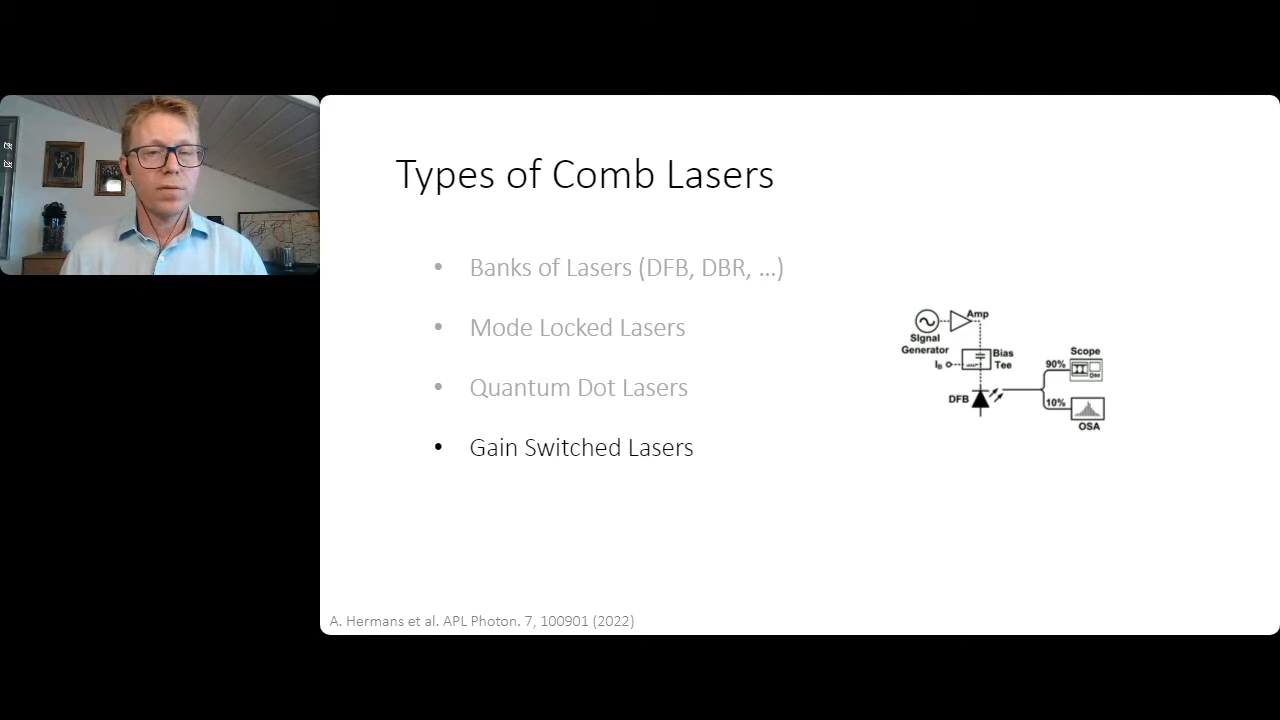 Types of Comb Lasers
• Banks of Lasers (DFB, DBR, ...)
• Mode Locked Lasers
• Quantum Dot Lasers
• Gain Switched Lasers
Amp
Signal
Generator
Bias
Tee
IB
DFB
90%
Scope
10%
OSA
A. Hermans et al. APL Photon. 7, 100901 (2022)